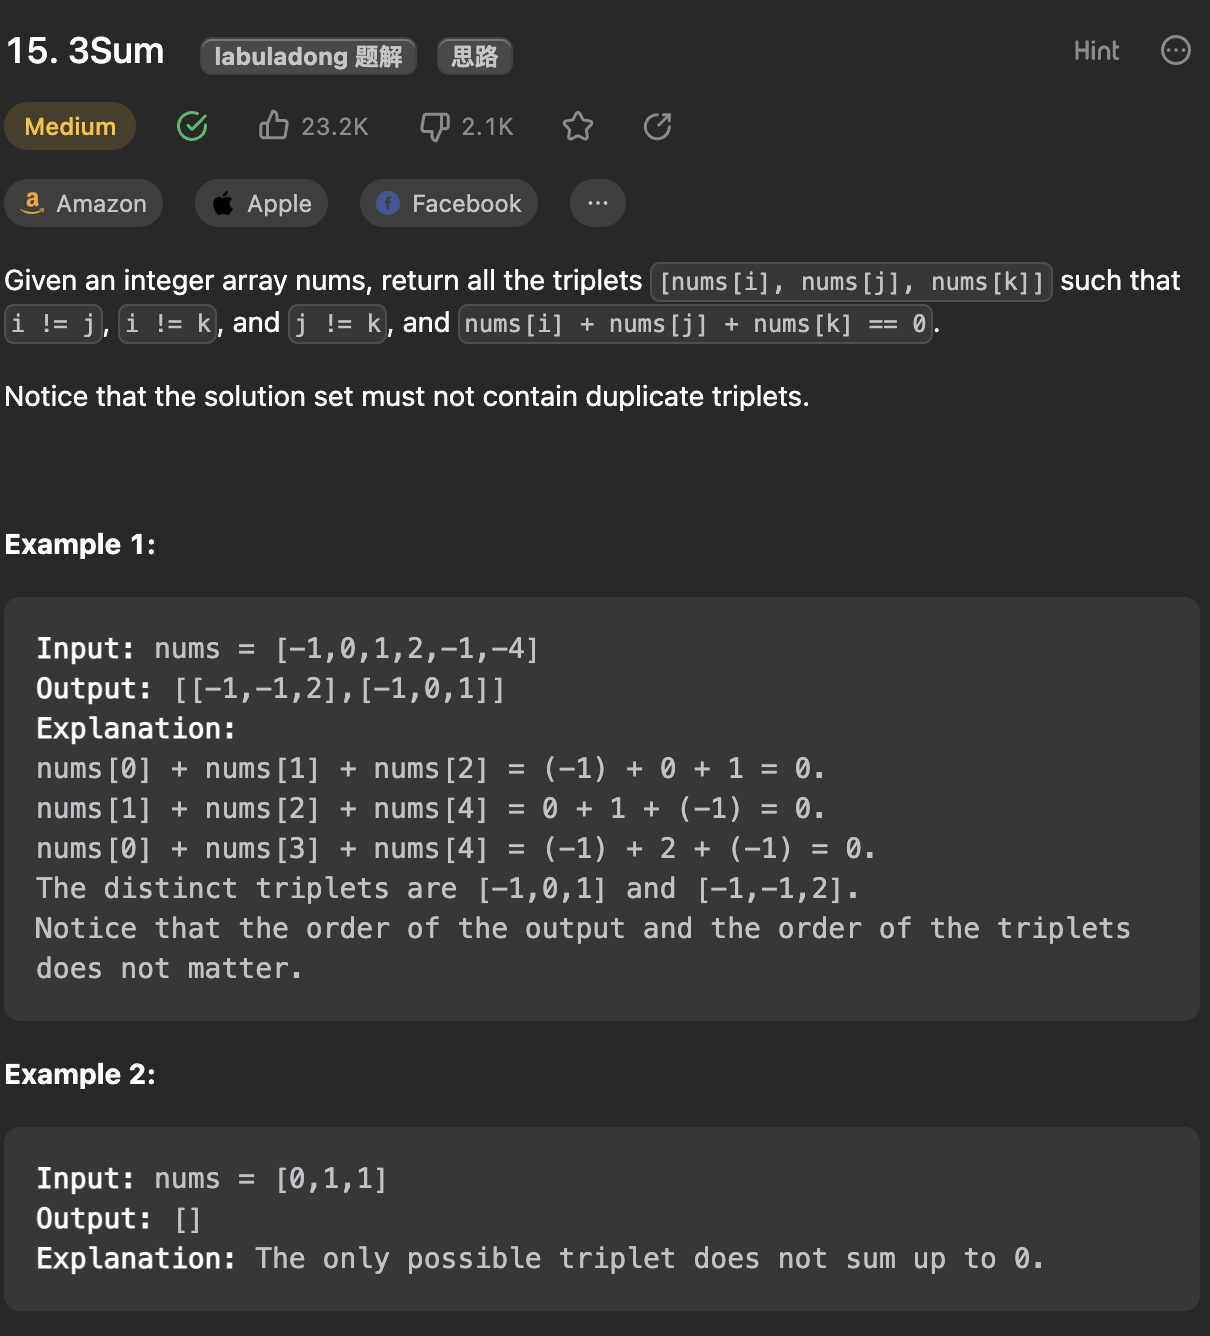 15. 3Sum labuladong 题解 思路 Hint
Medium 23.2K 2.1K
Amazon Apple Facebook ...
Given an integer array nums, return all the triplets [nums[i], nums[j], nums[k]] such that
i != j, i != k, and j != k, and nums[i] + nums[j] + nums[k] == 0.
Notice that the solution set must not contain duplicate triplets.
Example 1:
Input: nums = [-1,0,1,2,-1,-4]
Output: [[-1,-1,2],[-1,0,1]]
Explanation:
nums[0] + nums[1] + nums[2] = (-1) + 0 + 1 = 0.
nums[1] + nums[2] + nums[4] = 0 + 1 + (-1) = 0.
nums[0] + nums[3] + nums[4] = (-1) + 2 + (-1) = 0.
The distinct triplets are [-1,0,1] and [-1,-1,2].
Notice that the order of the output and the order of the triplets
does not matter.
Example 2:
Input: nums = [0,1,1]
Output: []
Explanation: The only possible triplet does not sum up to 0.